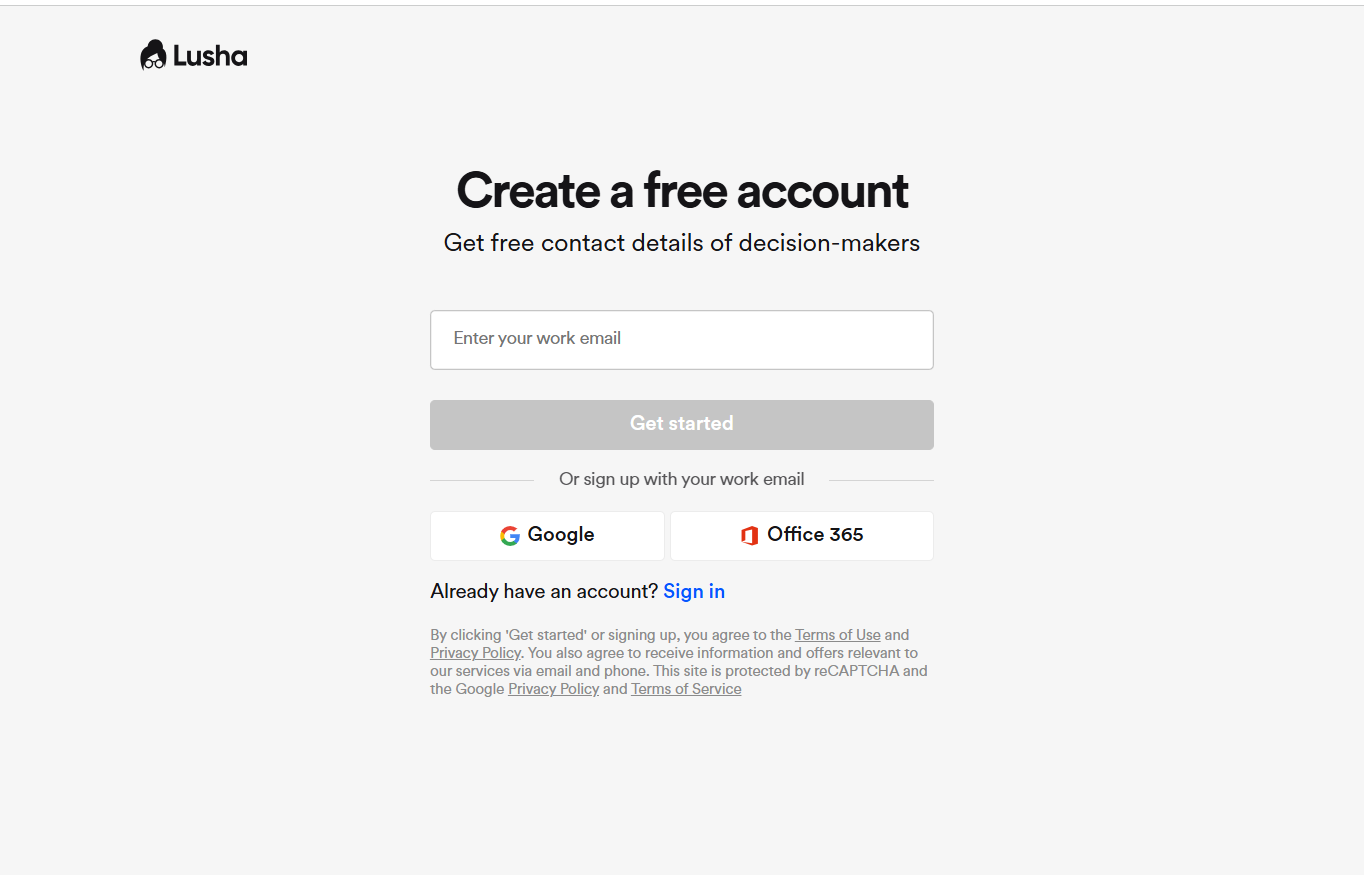 Lusha
Create a free account
Get free contact details of decision-makers
Enter your work email
Get started
Or sign up with your work email
Google
Office 365
Already have an account? Sign in
By clicking 'Get started' or signing up, you agree to the Terms of Use and
Privacy Policy. You also agree to receive information and offers relevant to
our services via email and phone. This site is protected by reCAPTCHA and
the Google Privacy Policy and Terms of Service